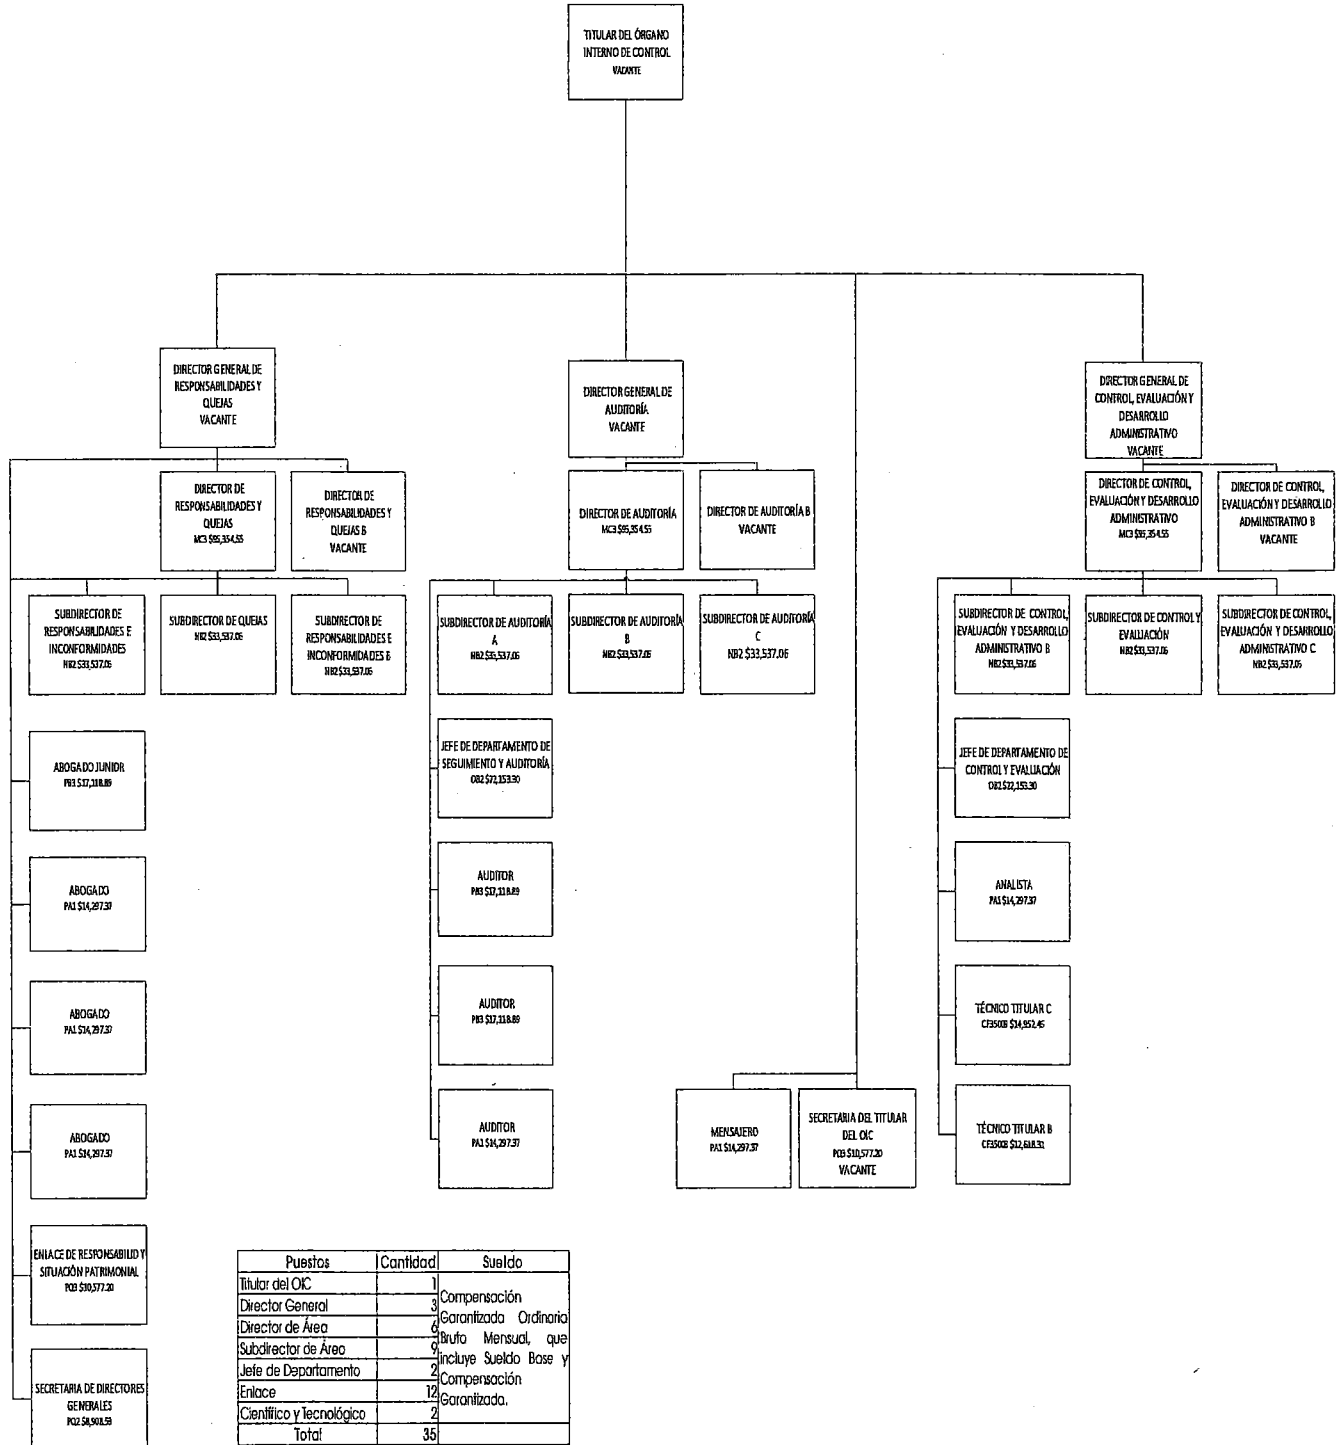 TITULAR DEL ÓRGANO
INTERNO DE CONTROL
VACANTE
DIRECTOR GENERAL DE
RESPONSABILIDADES Y
QUEJAS
VACANTE
DIRECTOR GENERAL DE
AUDITORÍA
VACANTE
DIRECTOR GENERAL DE
CONTROL, EVALUACIÓN Y
DESARROLLO
ADMINISTRATIVO
VACANTE
DIRECTOR DE
RESPONSABILIDADES Y
QUEJAS
MC3 $95,354.55
DIRECTOR DE
RESPONSABILIDADES Y
QUEJAS B
VACANTE
DIRECTOR DE AUDITORÍA
MC3 $95,354.55
DIRECTOR DE AUDITORÍA B
VACANTE
DIRECTOR DE CONTROL,
EVALUACIÓN Y DESARROLLO
ADMINISTRATIVO
MC3 $95,354.55
DIRECTOR DE CONTROL,
EVALUACIÓN Y DESARROLLO
ADMINISTRATIVO B
VACANTE
SUBDIRECTOR DE
RESPONSABILIDADES E
INCONFORMIDADES
NB2 $33,537.06
SUBDIRECTOR DE QUEJAS
NB2 $33,537.06
SUBDIRECTOR DE
RESPONSABILIDADES E
INCONFORMIDADES B
NB2 $33,537.06
SUBDIRECTOR DE AUDITORÍA
A
NB2 $33,537.06
SUBDIRECTOR DE AUDITORÍA
B
NB2 $33,537.06
SUBDIRECTOR DE AUDITORÍA
C
NB2 $33,537.06
SUBDIRECTOR DE CONTROL,
EVALUACIÓN Y DESARROLLO
ADMINISTRATIVO B
NB2 $33,537.06
SUBDIRECTOR DE CONTROL Y
EVALUACIÓN
NB2 $33,537.06
SUBDIRECTOR DE CONTROL,
EVALUACIÓN Y DESARROLLO
ADMINISTRATIVO C
NB2 $33,537.06
ABOGADO JUNIOR
PB3 $17,118.89
ABOGADO
PA1 $14,297.37
ABOGADO
PA1 $14,297.37
ABOGADO
PA1 $14,297.37
ENLACE DE RESPONSABILID Y
SITUACIÓN PATRIMONIAL
PQ3 $10,577.20
SECRETARIA DE DIRECTORES
GENERALES
PQ2 $8,908.53
JEFE DE DEPARTAMENTO DE
SEGUIMIENTO Y AUDITORÍA
OB2 $22,153.30
AUDITOR
PB3 $17,118.89
AUDITOR
PB3 $17,118.89
AUDITOR
PA1 $14,297.37
MENSAJERO
PA1 $14,297.37
SECRETARIA DEL TITULAR
DEL OIC
PQ3 $10,577.20
VACANTE
JEFE DE DEPARTAMENTO DE
CONTROL Y EVALUACIÓN
OB2 $22,153.30
ANALISTA
PA1 $14,297.37
TÉCNICO TITULAR C
CF35008 $14,952.45
TÉCNICO TITULAR B
CF35008 $12,618.31
Puestos Cantidad Sueldo
Titular del OIC 1
Director General 3
Director de Área 6
Subdirector de Área 9
Jefe de Departamento 2
Enlace 12
Científico y Tecnológico 2
Total 35
Compensación
Garantizada Ordinaria
Bruta Mensual, que
incluye Sueldo Base y
Compensación
Garantizada.